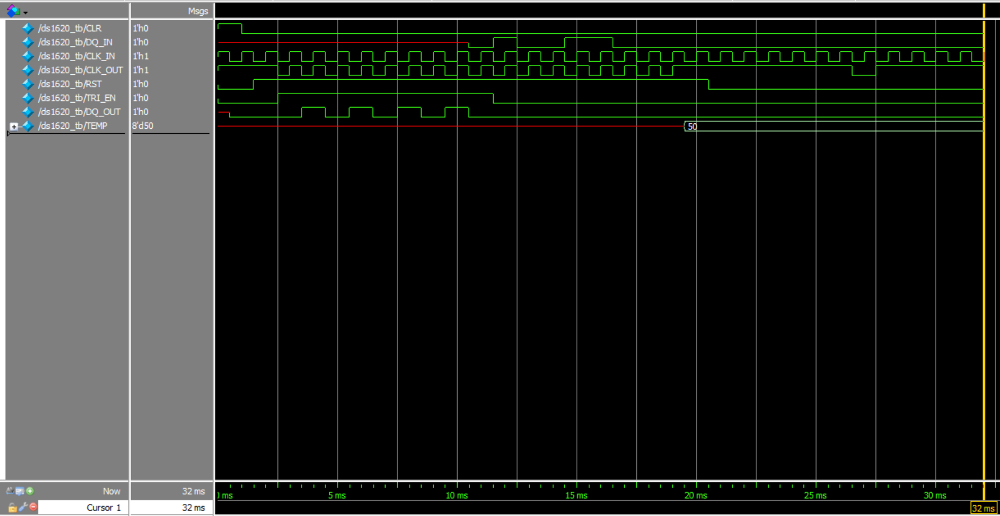 Msgs
/ds1620_tb/CLR 1'h0
/ds1620_tb/DQ_IN 1'h0
/ds1620_tb/CLK_IN 1'h1
/ds1620_tb/CLK_OUT 1'h1
/ds1620_tb/RST 1'h0
/ds1620_tb/TRI_EN 1'h0
/ds1620_tb/DQ_OUT 1'h0
/ds1620_tb/TEMP 8'd50 50
Now 32 ms ) ms 5 ms 10 ms 15 ms 20 ms 25 ms 30 ms
Cursor 1 32 ms 32 ms